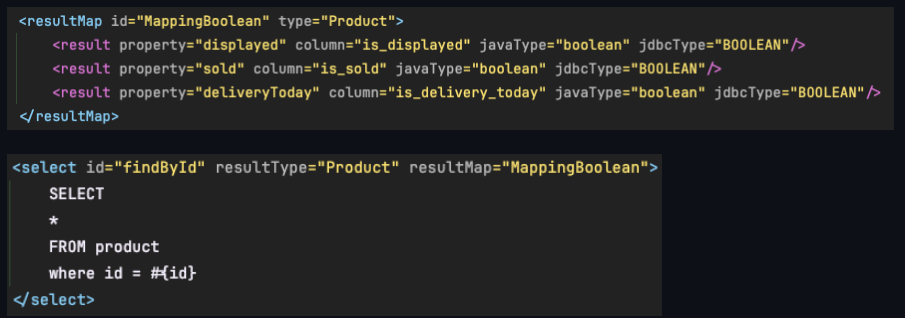 <resultMap id="MappingBoolean" type="Product">
<result property="displayed" column="is_displayed" javaType="boolean" jdbcType="BOOLEAN"/>
<result property="sold" column="is_sold" javaType="boolean" jdbcType="BOOLEAN"/>
<result property="deliveryToday" column="is_delivery_today" javaType="boolean" jdbcType="BOOLEAN"/>
</resultMap>
<select id="findById" resultType="Product" resultMap="MappingBoolean">
SELECT
*
FROM product
where id = #{id}
</select>